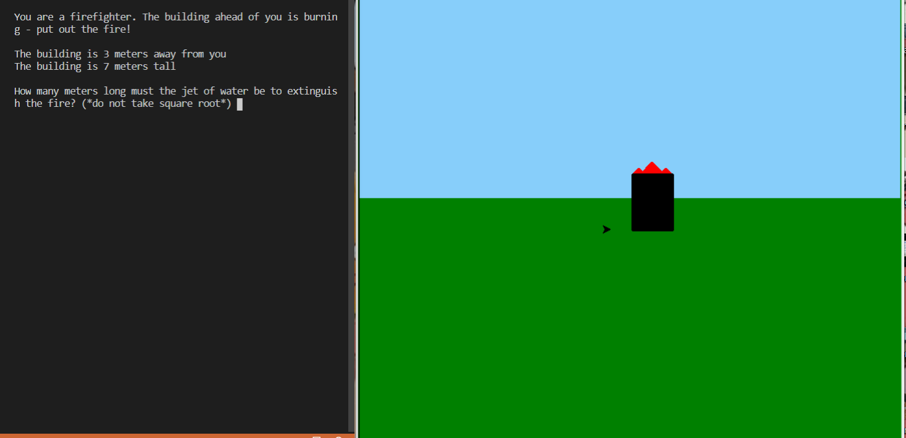 You are a firefighter. The building ahead of you is burnin
g - put out the fire!
The building is 3 meters away from you
The building is 7 meters tall
How many meters long must the jet of water be to extinguis
h the fire? (*do not take square root*)